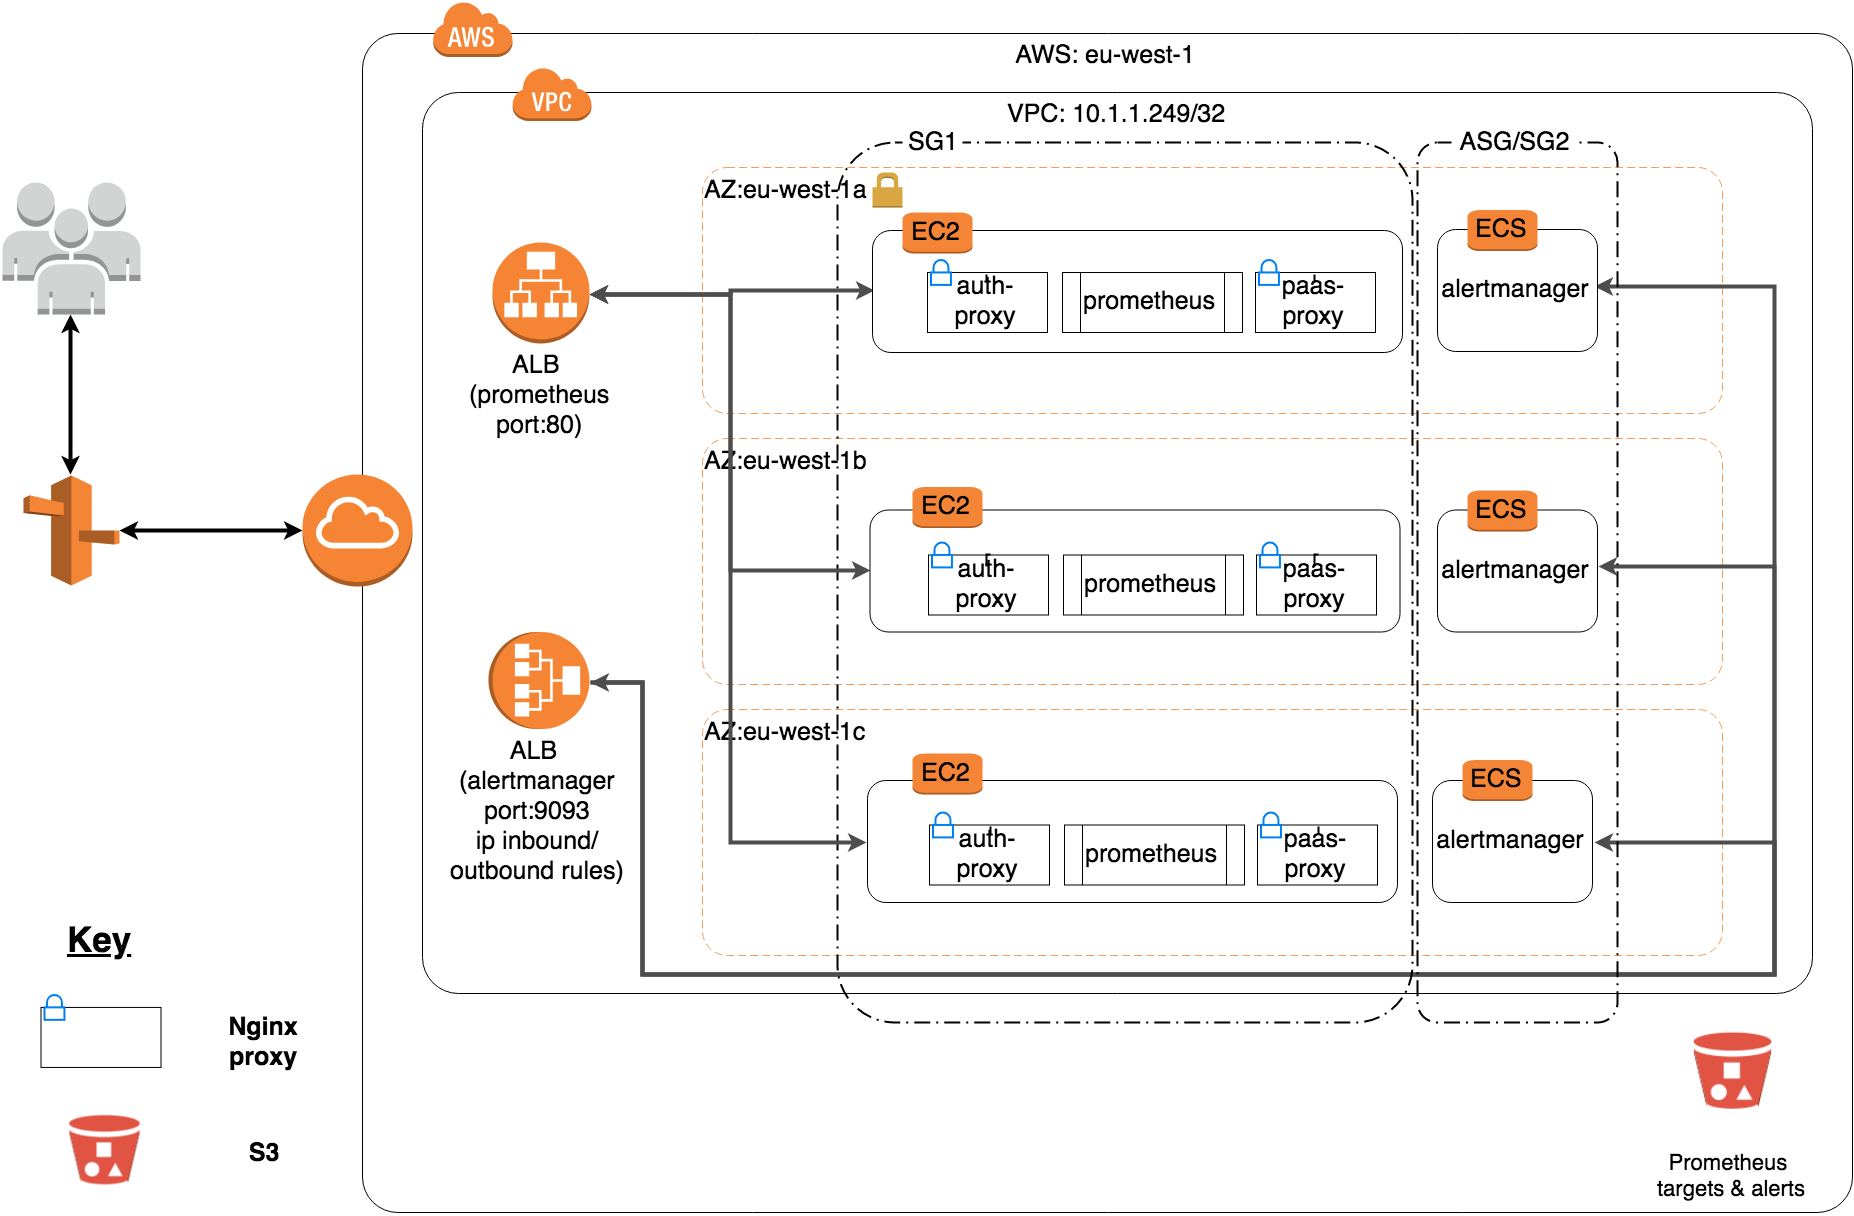 AWS
AWS: eu-west-1
VPC
VPC: 10.1.1.249/32
SG1
ASG/SG2
AZ:eu-west-1a
EC2
auth-
proxy
prometheus
paas-
proxy
ECS
alertmanager
ALB
(prometheus
port:80)
AZ:eu-west-1b
EC2
auth-
proxy
prometheus
paas-
proxy
ECS
alertmanager
ALB
(alertmanager
port:9093
ip inbound/
outbound rules)
AZ:eu-west-1c
EC2
auth-
proxy
prometheus
paas-
proxy
ECS
alertmanager
Key
Nginx
proxy
S3
Prometheus
targets & alerts